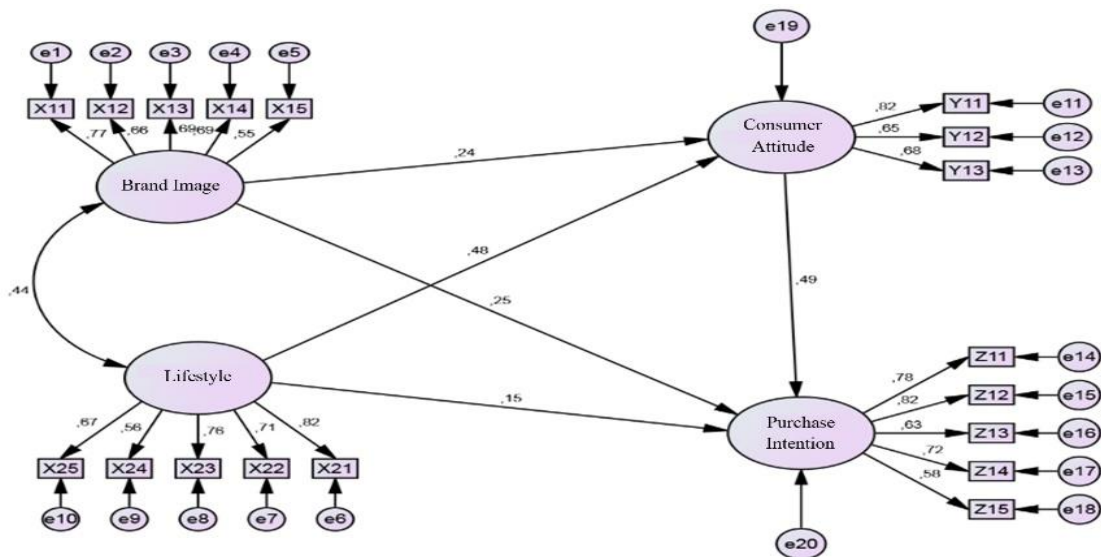 e19
e1 e2 e3 e4 e5
X11 X12 X13 X14 X15
,77 ,66 ,69 ,69 ,55
Brand Image
Consumer
Attitude
,82 Y11 e11
,65 Y12 e12
,68 Y13 e13
,24
,48
,44
,25
,49
Lifestyle
,15
,67 ,56 ,76 ,71 ,82
X25 X24 X23 X22 X21
e10 e9 e8 e7 e6
Purchase
Intention
,78 Z11 e14
,82 Z12 e15
,63 Z13 e16
,72 Z14 e17
,58 Z15 e18
e20